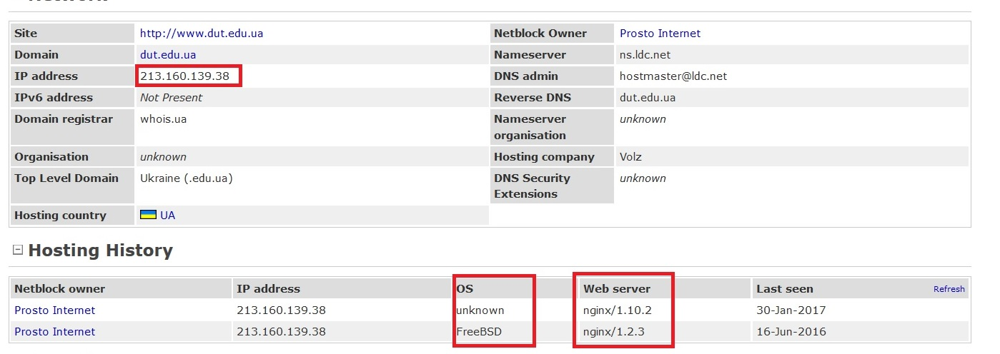 Network
Site http://www.dut.edu.ua Netblock Owner Prosto Internet
Domain dut.edu.ua Nameserver ns.ldc.net
IP address 213.160.139.38 DNS admin hostmaster@ldc.net
IPv6 address Not Present Reverse DNS dut.edu.ua
Domain registrar whois.ua Nameserver organisation unknown
Organisation unknown Hosting company Volz
Top Level Domain Ukraine (.edu.ua) DNS Security Extensions unknown
Hosting country UA
Hosting History
Netblock owner IP address OS Web server Last seen Refresh
Prosto Internet 213.160.139.38 unknown nginx/1.10.2 30-Jan-2017
Prosto Internet 213.160.139.38 FreeBSD nginx/1.2.3 16-Jun-2016